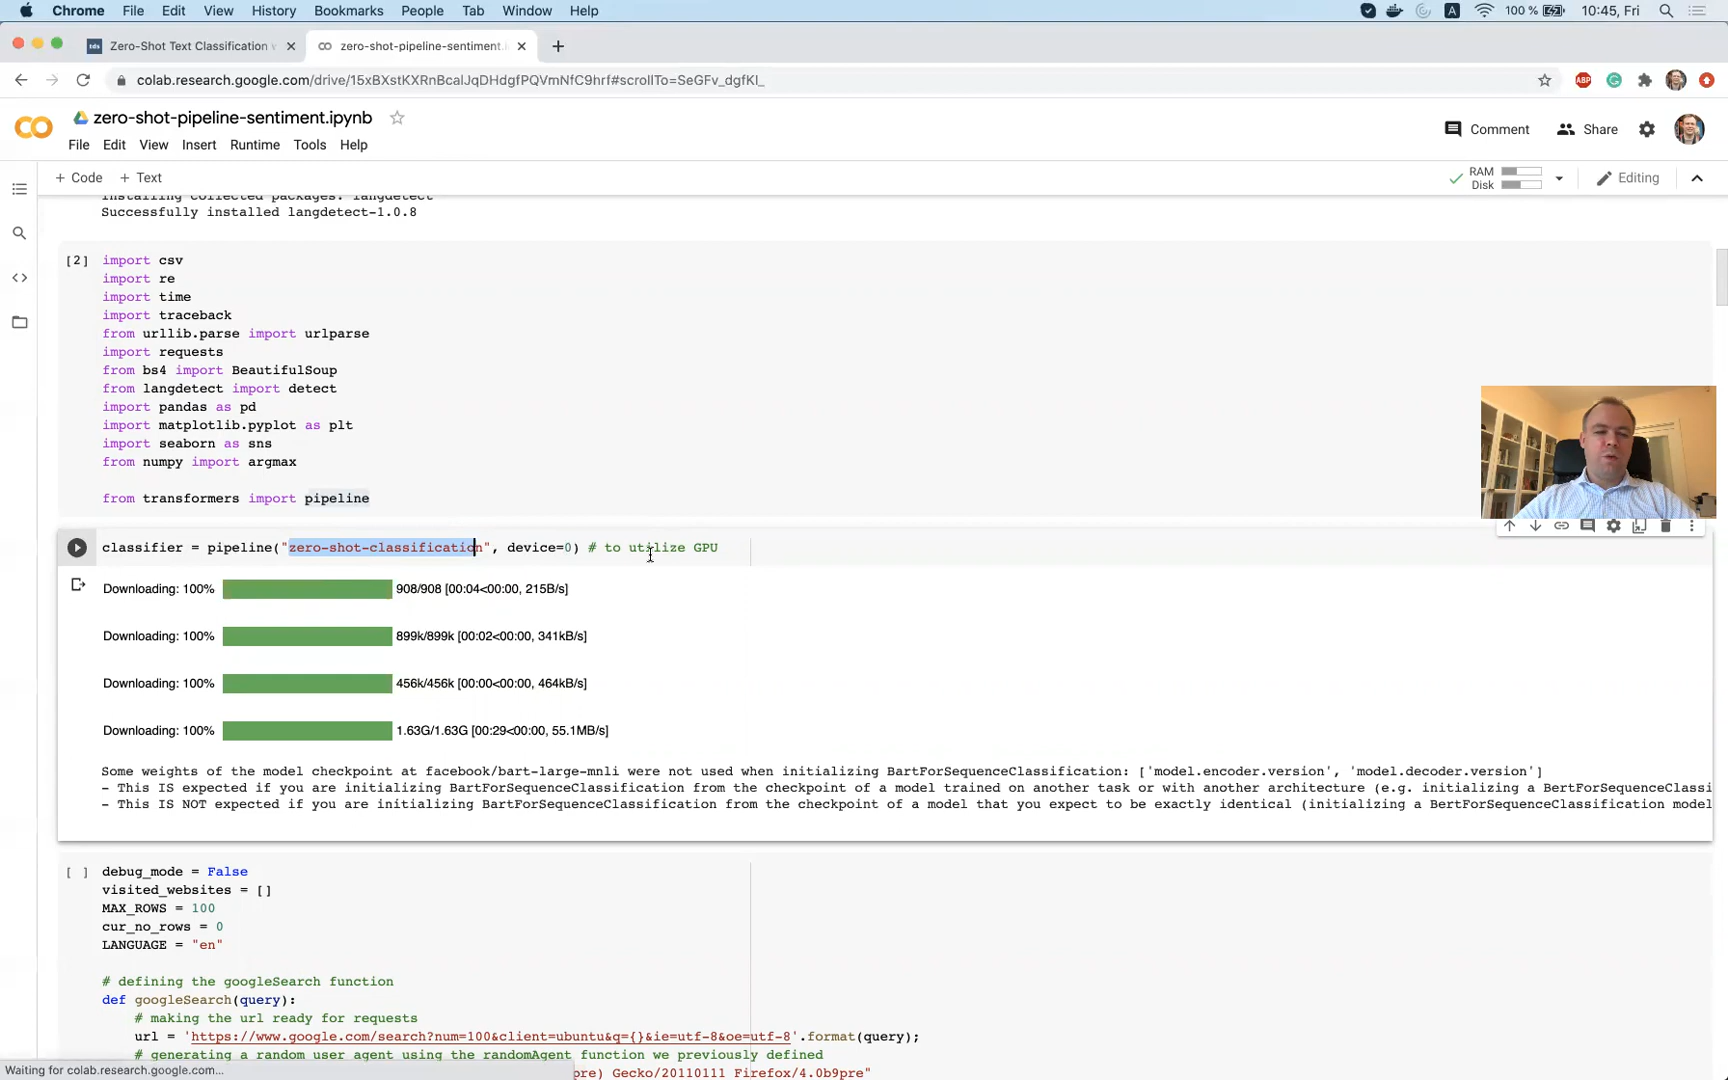 Chrome File Edit View History Bookmarks People Tab Window Help A 100 % 10:45, Fri
tds Zero-Shot Text Classification w zero-shot-pipeline-sentiment.i
colab.research.google.com/drive/15xBXstKXRnBcalJqDHdgfPQVmNfC9hrf#scrollTo=SeGFv_dgfKI_ ABP
zero-shot-pipeline-sentiment.ipynb
Comment Share
File Edit View Insert Runtime Tools Help
+ Code + Text RAM Disk Editing
Installing collected packages: langdetect
Successfully installed langdetect-1.0.8
[2] import csv
import re
import time
import traceback
from urllib.parse import urlparse
import requests
from bs4 import BeautifulSoup
from langdetect import detect
import pandas as pd
import matplotlib.pyplot as plt
import seaborn as sns
from numpy import argmax
from transformers import pipeline
classifier = pipeline("zero-shot-classification", device=0) # to utilize GPU
Downloading: 100% 908/908 [00:04<00:00, 215B/s]
Downloading: 100% 899k/899k [00:02<00:00, 341kB/s]
Downloading: 100% 456k/456k [00:00<00:00, 464kB/s]
Downloading: 100% 1.63G/1.63G [00:29<00:00, 55.1MB/s]
Some weights of the model checkpoint at facebook/bart-large-mnli were not used when initializing BartForSequenceClassification: ['model.encoder.version', 'model.decoder.version']
- This IS expected if you are initializing BartForSequenceClassification from the checkpoint of a model trained on another task or with another architecture (e.g. initializing a BertForSequenceClassi
- This IS NOT expected if you are initializing BartForSequenceClassification from the checkpoint of a model that you expect to be exactly identical (initializing a BertForSequenceClassification model
[ ] debug_mode = False
visited_websites = []
MAX_ROWS = 100
cur_no_rows = 0
LANGUAGE = "en"
# defining the googleSearch function
def googleSearch(query):
# making the url ready for requests
url = 'https://www.google.com/search?num=100&client=ubuntu&q={}&ie=utf-8&oe=utf-8'.format(query);
# generating a random user agent using the randomAgent function we previously defined
Waiting for colab.research.google.com... pre) Gecko/20110111 Firefox/4.0b9pre"